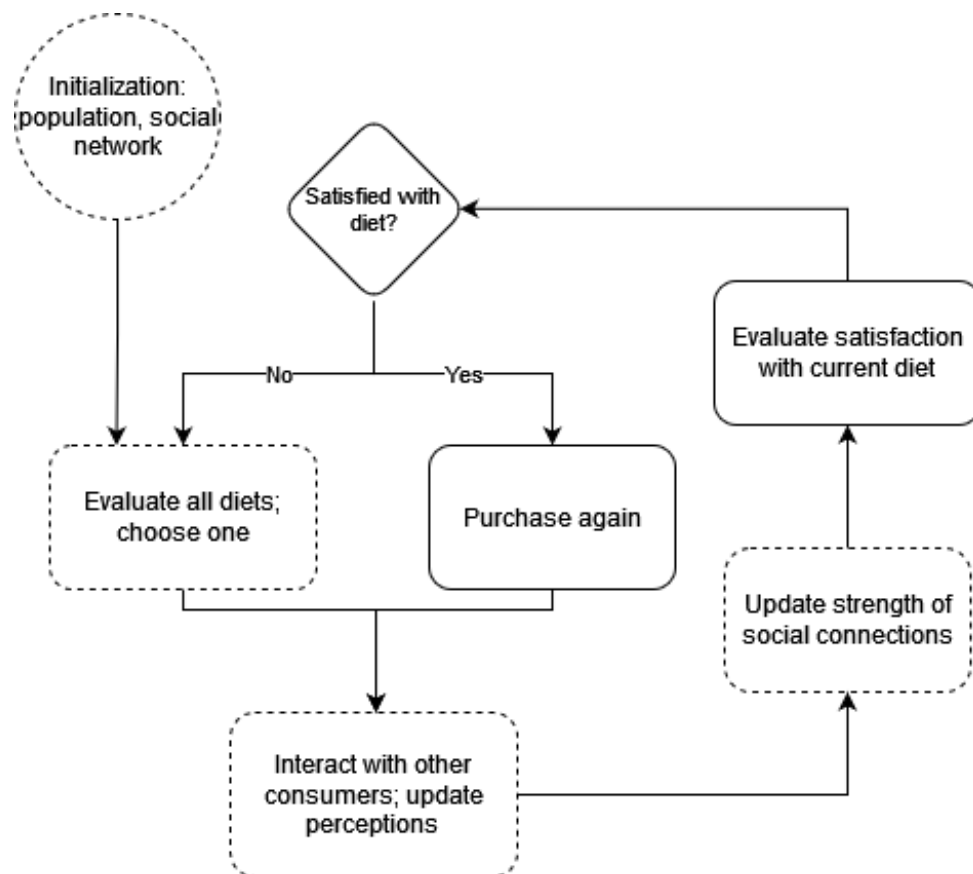 Initialization:
population, social
network
Satisfied with
diet?
No
Yes
Evaluate satisfaction
with current diet
Evaluate all diets;
choose one
Purchase again
Update strength of
social connections
Interact with other
consumers; update
perceptions